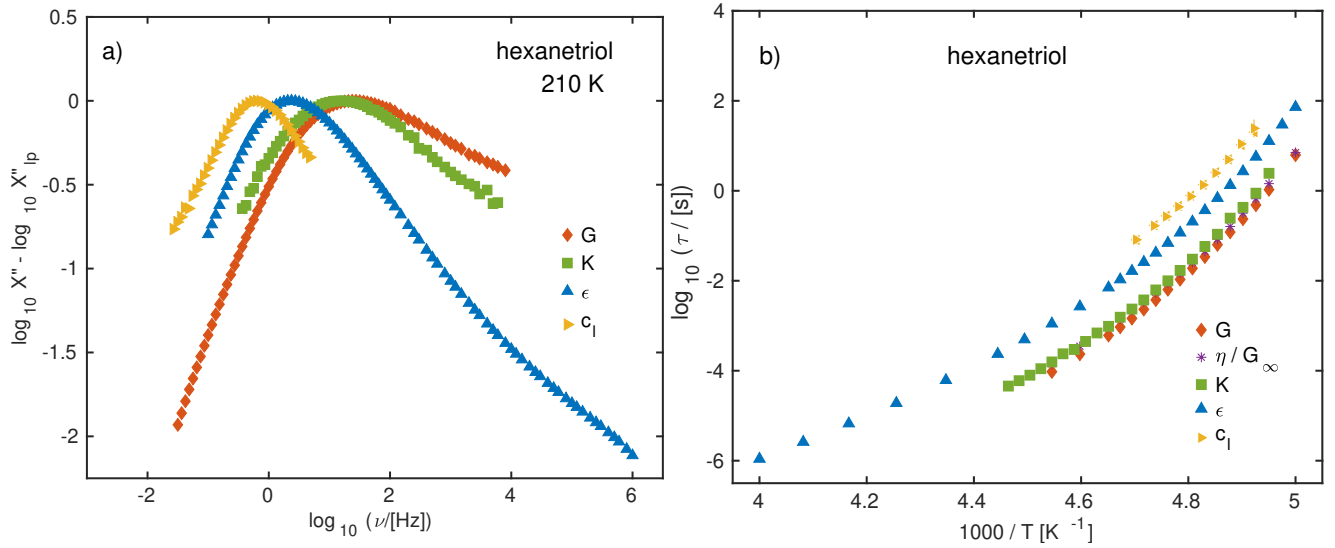 a)
hexanetriol
210 K
0.5
0
-0.5
-1
-1.5
-2
log 10 X'' - log 10 X''lp
G
K
ϵ
cl
-2
0
2
4
6
log 10 (ν/[Hz])
b)
hexanetriol
4
2
0
-2
-4
-6
log 10 (τ / [s])
G
η / G∞
K
ϵ
cl
4
4.2
4.4
4.6
4.8
5
1000 / T [K-1]